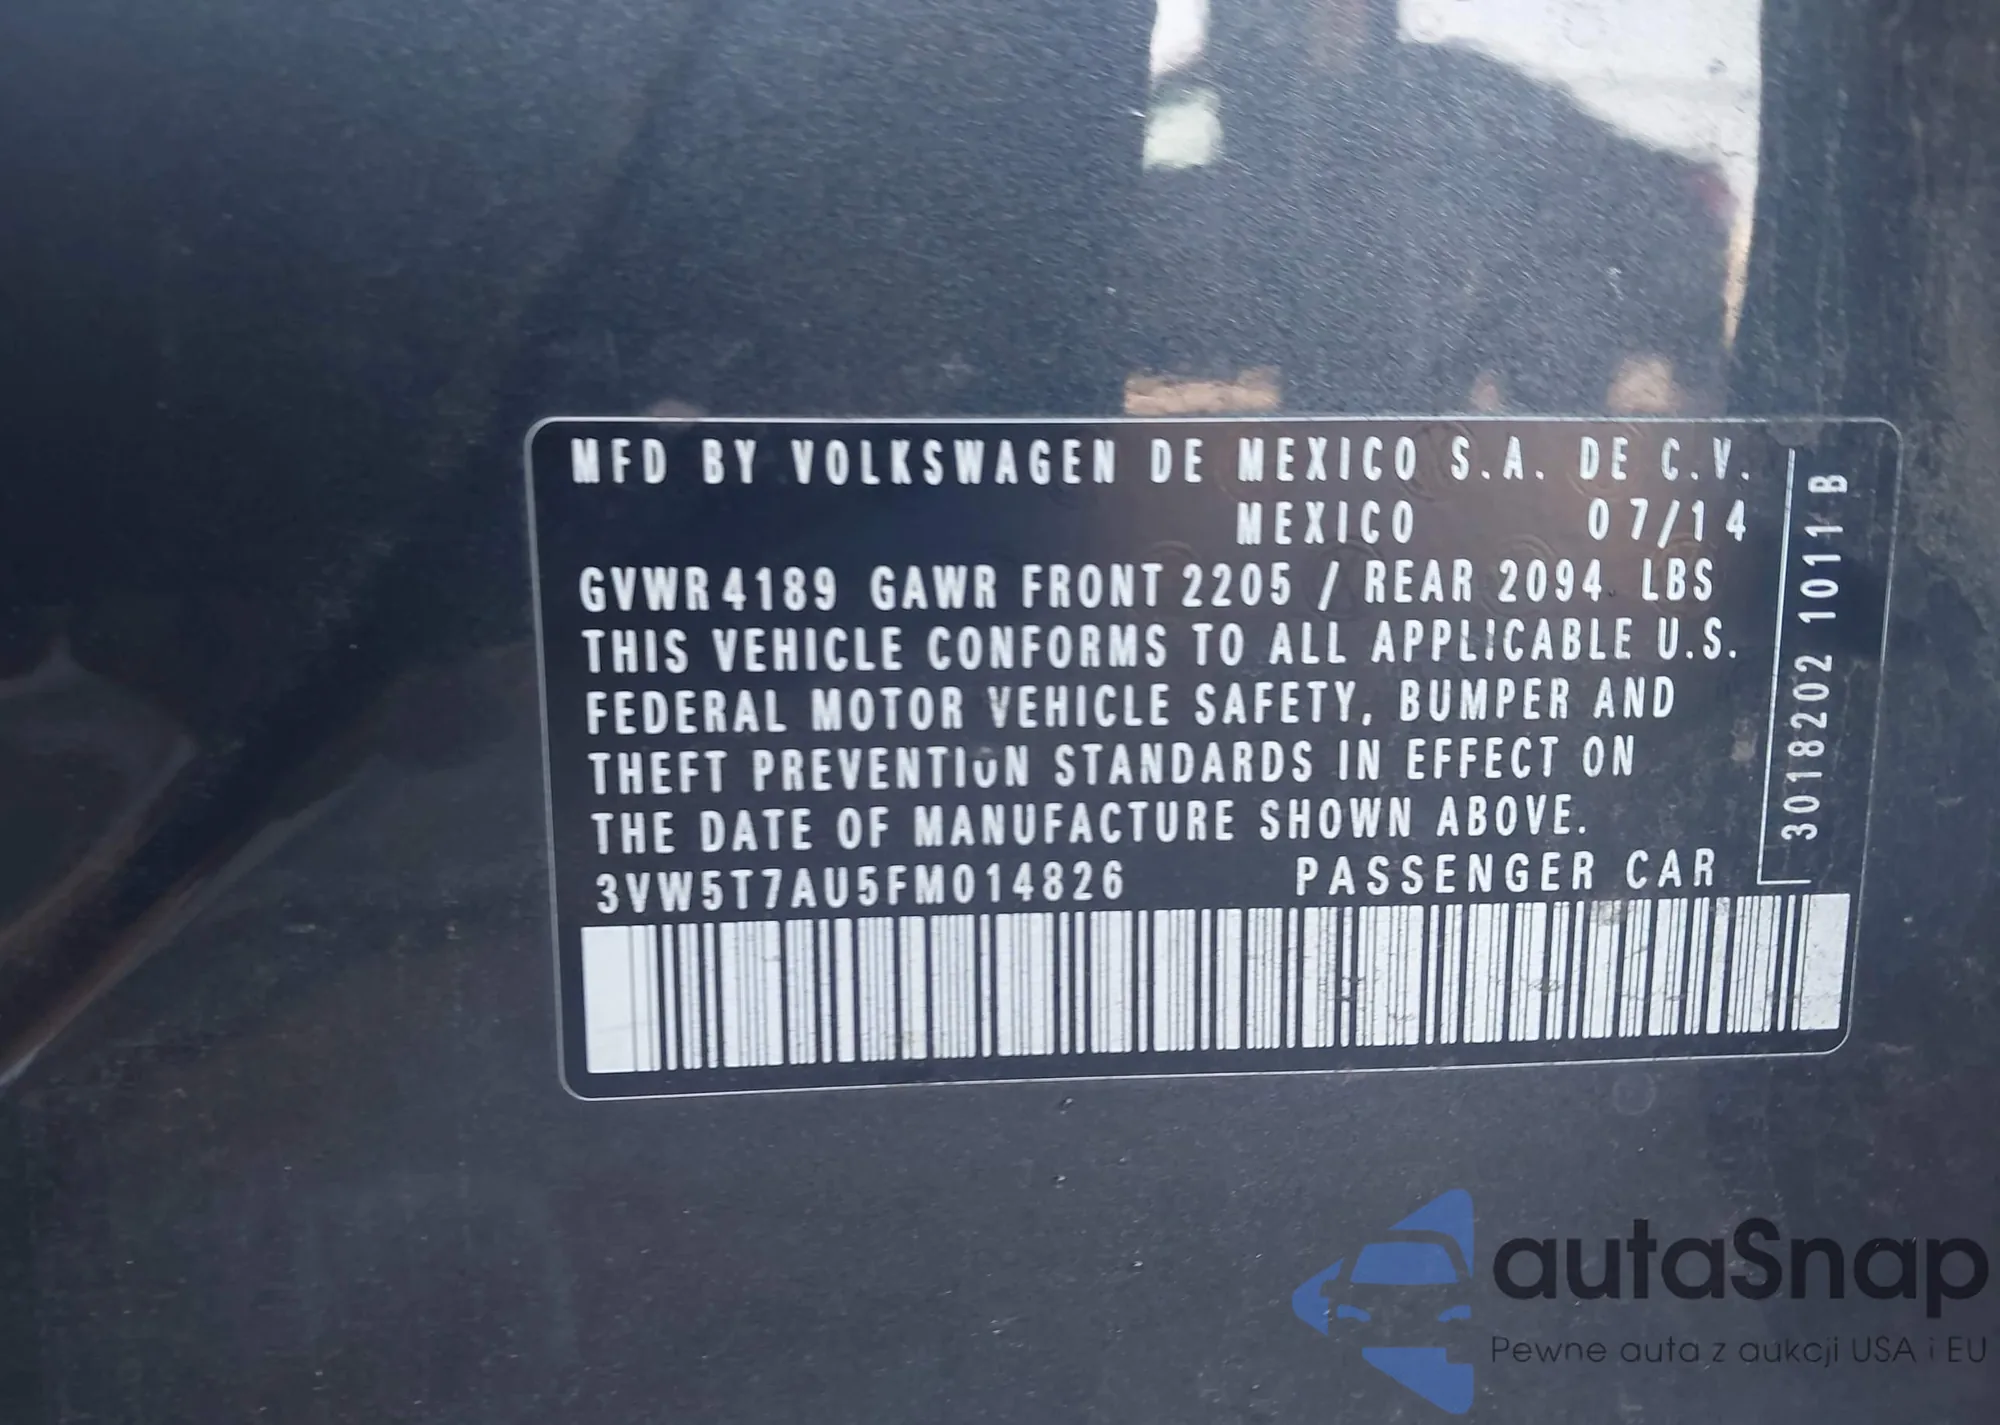 MFD BY VOLKSWAGEN DE MEXICO S.A. DE C.V.
MEXICO 07/14
GVWR 4189 GAWR FRONT 2205 / REAR 2094 LBS
THIS VEHICLE CONFORMS TO ALL APPLICABLE U.S.
FEDERAL MOTOR VEHICLE SAFETY, BUMPER AND
THEFT PREVENTION STANDARDS IN EFFECT ON
THE DATE OF MANUFACTURE SHOWN ABOVE.
3VW5T7AU5FM014826 PASSENGER CAR
3018202 1011 B
autaSnap
Pewne auta z aukcji USA i EU